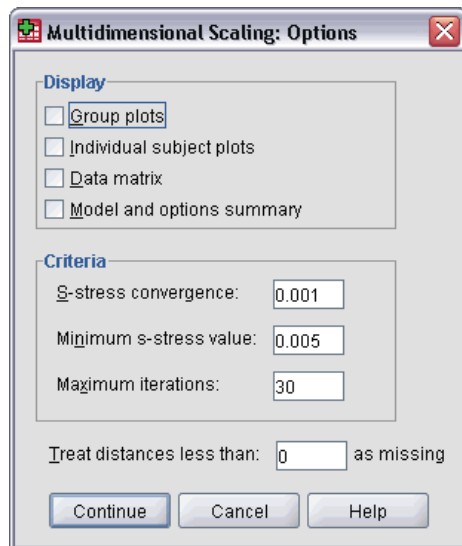 Multidimensional Scaling: Options
Display
Group plots
Individual subject plots
Data matrix
Model and options summary
Criteria
S-stress convergence: 0.001
Minimum s-stress value: 0.005
Maximum iterations: 30
Treat distances less than: 0 as missing
Continue Cancel Help